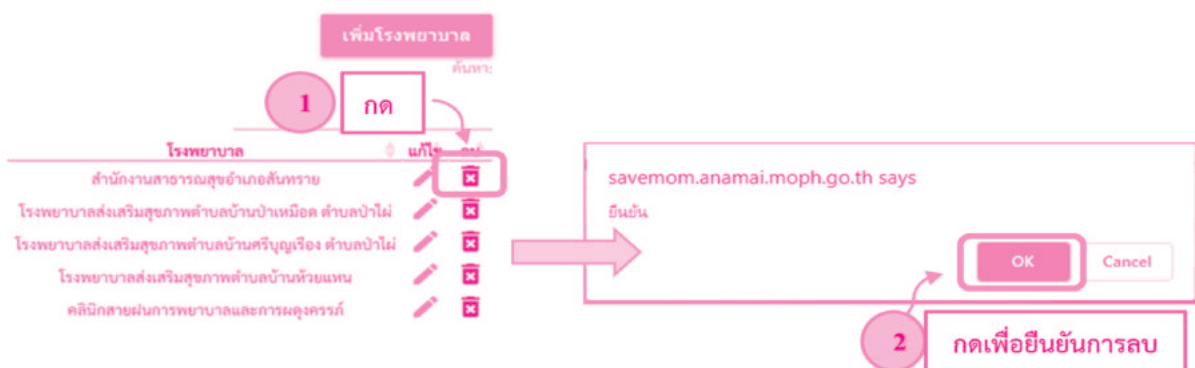 เพิ่มโรงพยาบาล
ค้นหา:
1
กด
โรงพยาบาล แก้ไข ลบ
สำนักงานสาธารณสุขอำเภอสันทราย
โรงพยาบาลส่งเสริมสุขภาพตำบลบ้านป่าเหมือด ตำบลป่าไผ่
โรงพยาบาลส่งเสริมสุขภาพตำบลบ้านศรีบุญเรือง ตำบลป่าไผ่
โรงพยาบาลส่งเสริมสุขภาพตำบลบ้านห้วยแหน
คลินิกสายฝนการพยาบาลและการผดุงครรภ์
savemom.anamai.moph.go.th says
ยืนยัน
OK Cancel
2
กดเพื่อยืนยันการลบ